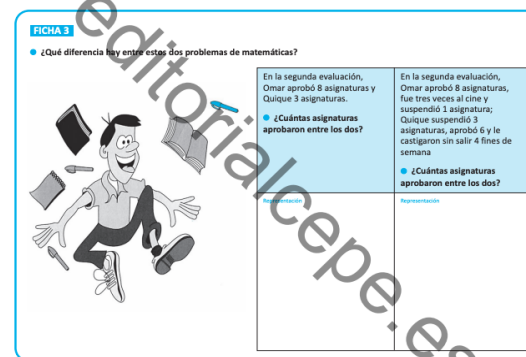 FICHA 3
¿Qué diferencia hay entre estos dos problemas de matemáticas?
En la segunda evaluación,
Omar aprobó 8 asignaturas y
Quique 3 asignaturas.
¿Cuántas asignaturas
aprobaron entre los dos?
Representación
En la segunda evaluación,
Omar aprobó 8 asignaturas,
fue tres veces al cine y
suspendió 1 asignatura;
Quique suspendió 3
asignaturas, aprobó 6 y le
castigaron sin salir 4 fines de
semana
¿Cuántas asignaturas
aprobaron entre los dos?
Representación
editorialcepe.es